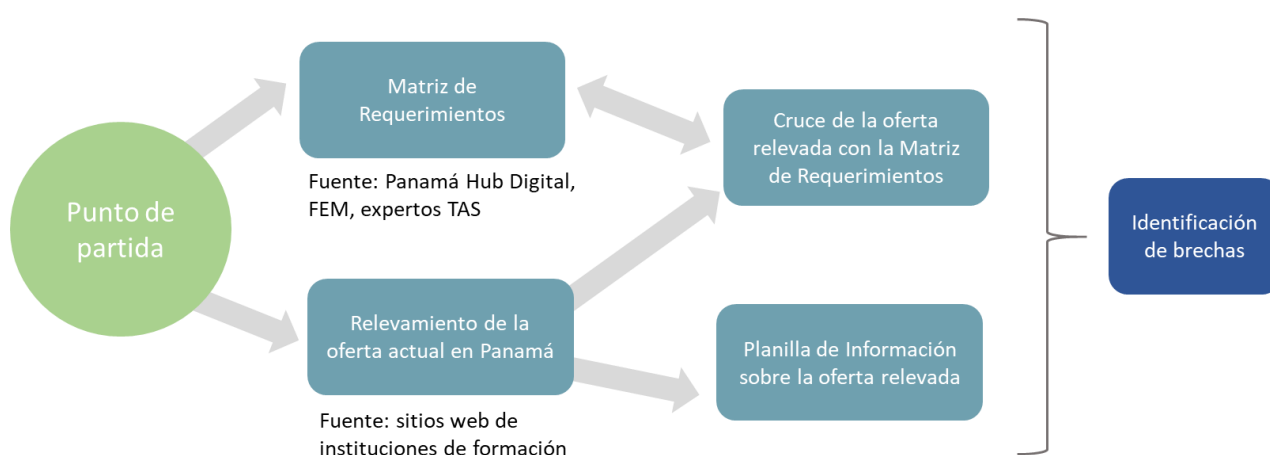 Punto de
partida
Matriz de
Requerimientos
Fuente: Panamá Hub Digital,
FEM, expertos TAS
Relevamiento de la
oferta actual en Panamá
Fuente: sitios web de
instituciones de formación
Cruce de la oferta
relevada con la Matriz
de Requerimientos
Planilla de Información
sobre la oferta relevada
Identificación
de brechas